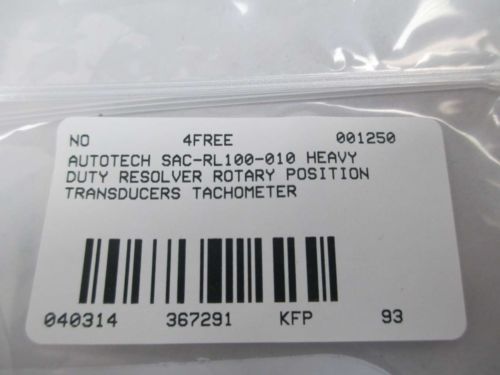 NO 4FREE 001250
AUTOTECH SAC-RL100-010 HEAVY
DUTY RESOLVER ROTARY POSITION
TRANSDUCERS TACHOMETER
040314 367291 KFP 93